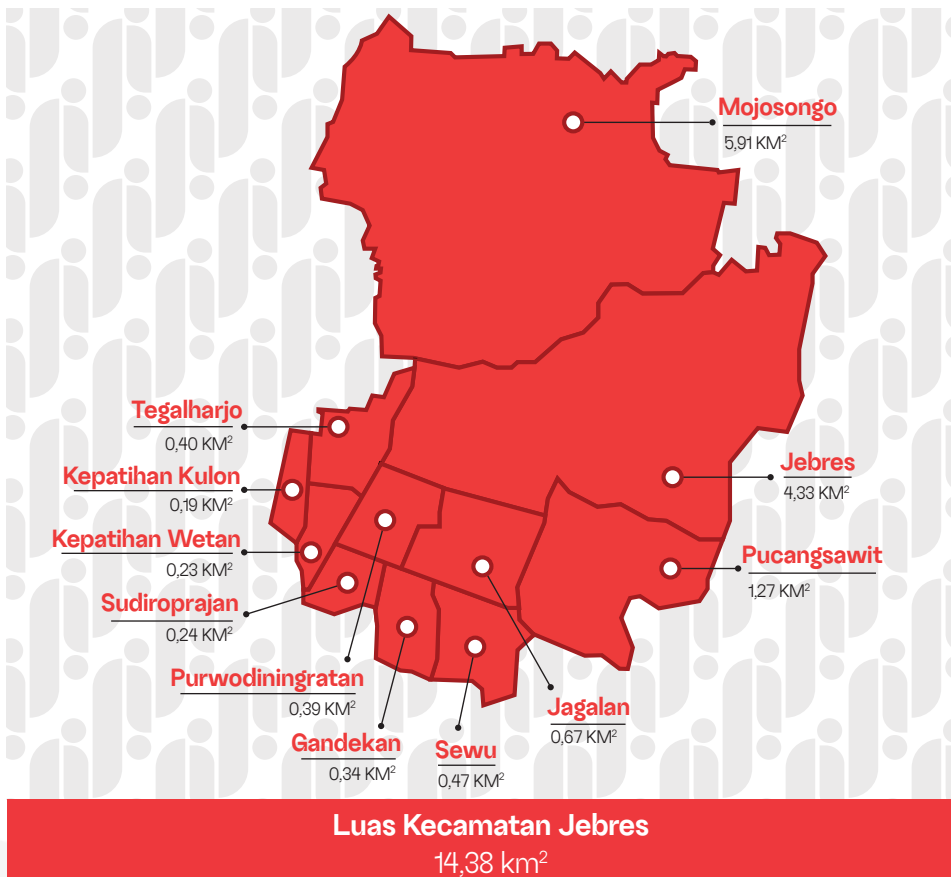 Mojosongo
5,91 KM²
Tegalharjo
0,40 KM²
Kepatihan Kulon
0,19 KM²
Jebres
4,33 KM²
Kepatihan Wetan
0,23 KM²
Pucangsawit
1,27 KM²
Sudiroprajan
0,24 KM²
Purwodiningratan
0,39 KM²
Jagalan
0,67 KM²
Gandekan
0,34 KM²
Sewu
0,47 KM²
Luas Kecamatan Jebres
14,38 km²